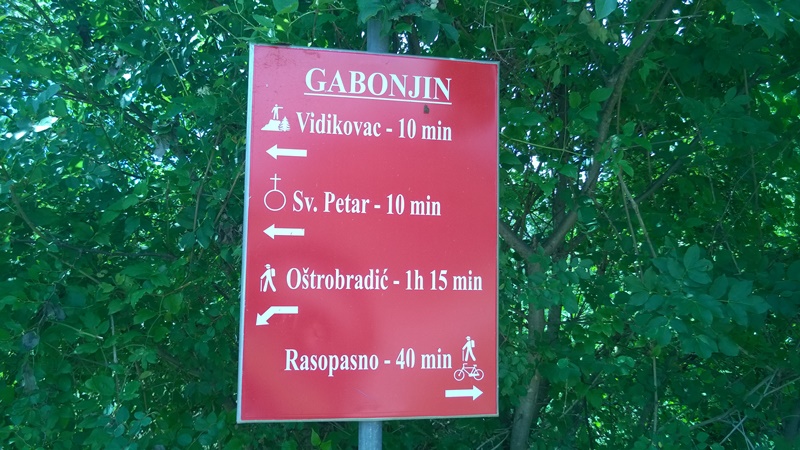 GABONJIN
Vidikovac - 10 min
Sv. Petar - 10 min
Oštrobradić - 1h 15 min
Rasopasno - 40 min